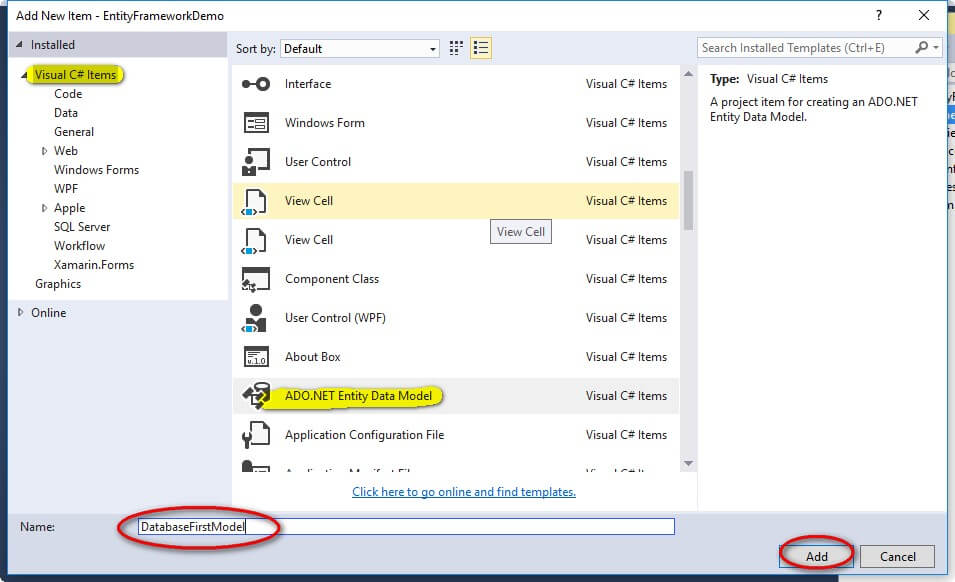 Add New Item - EntityFrameworkDemo
?
Installed
Sort by: Default
Search Installed Templates (Ctrl+E)
Visual C# Items
Code
Data
General
Web
Windows Forms
WPF
Apple
SQL Server
Workflow
Xamarin.Forms
Graphics
Online
Interface Visual C# Items
Windows Form Visual C# Items
User Control Visual C# Items
View Cell Visual C# Items
View Cell
View Cell Visual C# Items
Component Class Visual C# Items
User Control (WPF) Visual C# Items
About Box Visual C# Items
v.1.0
ADO.NET Entity Data Model Visual C# Items
Application Configuration File Visual C# Items
Click here to go online and find templates.
Type: Visual C# Items
A project item for creating an ADO.NET
Entity Data Model.
Name: DatabaseFirstModel
Add Cancel